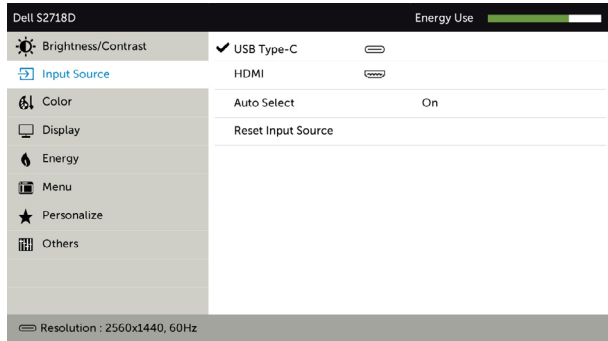 Dell S2718D Energy Use
Brightness/Contrast
USB Type-C
Input Source
HDMI
Color
Auto Select On
Display
Reset Input Source
Energy
Menu
Personalize
Others
Resolution : 2560x1440, 60Hz